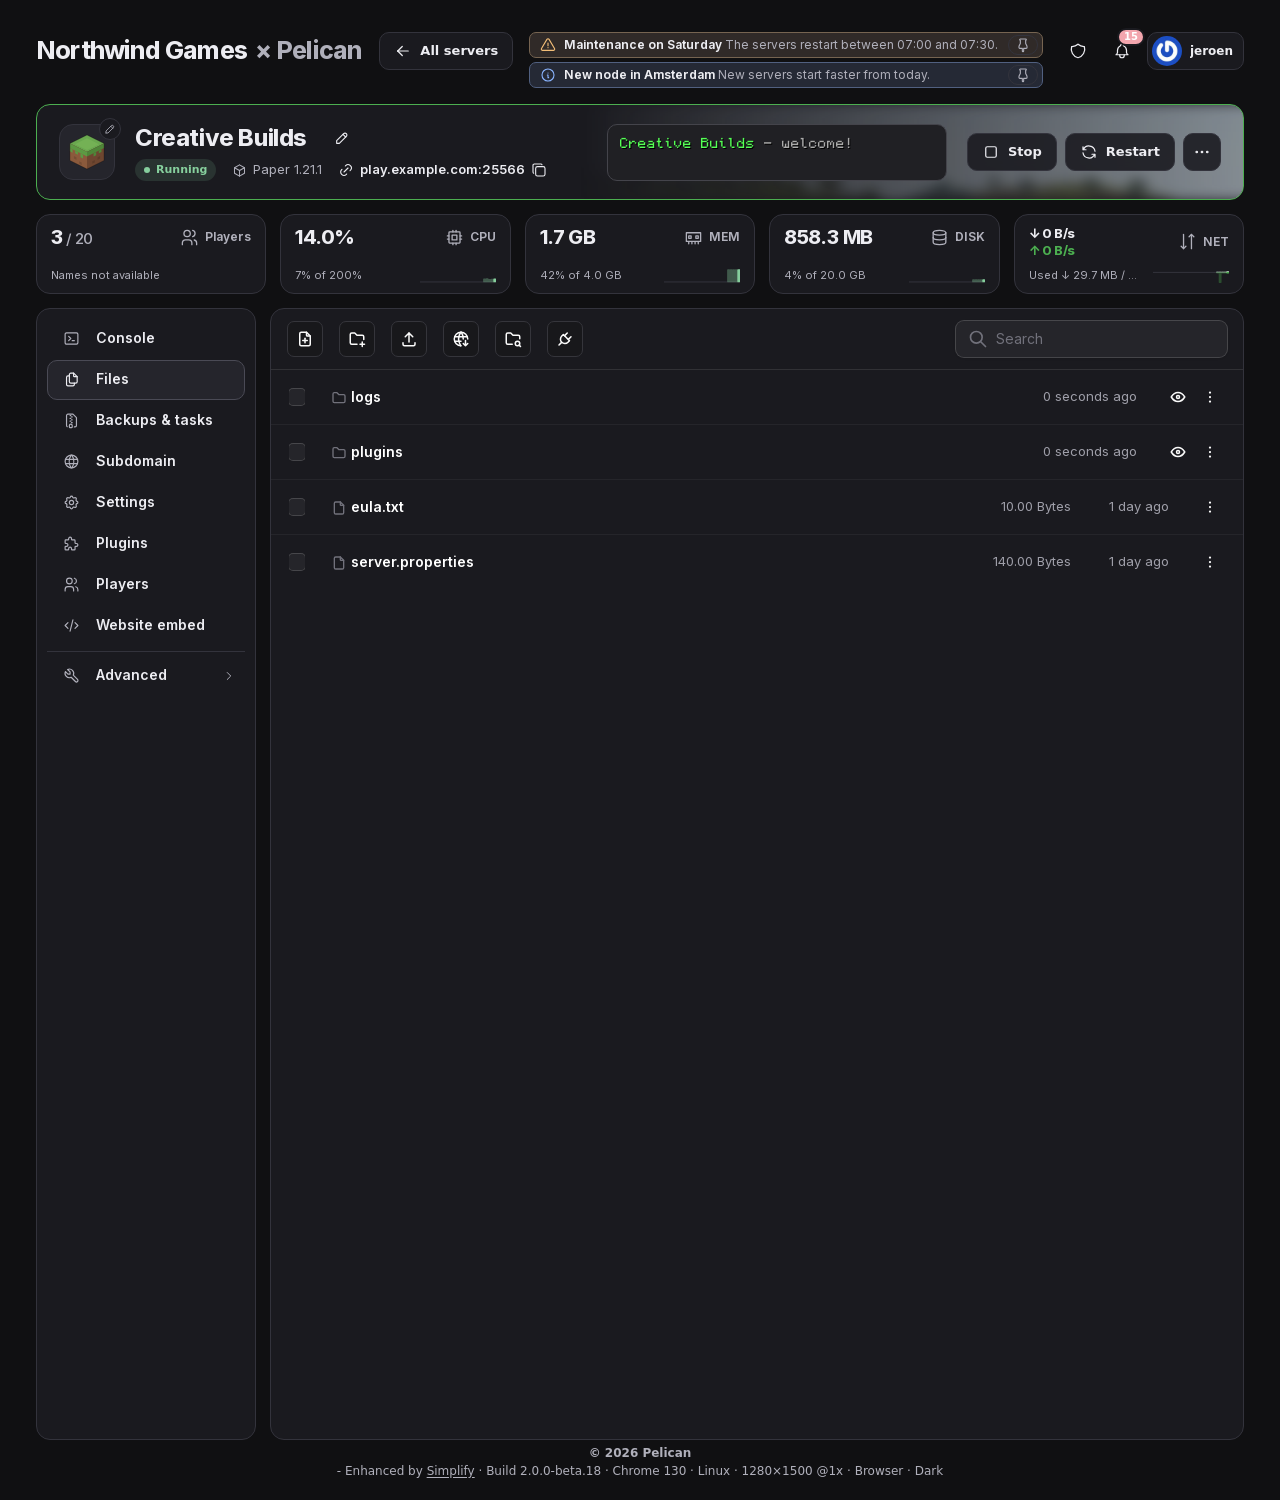 Northwind Games × Pelican
All servers
Maintenance on Saturday The servers restart between 07:00 and 07:30.
New node in Amsterdam New servers start faster from today.
15
jeroen
Creative Builds
Running
Paper 1.21.1
play.example.com:25566
Creative Builds - welcome!
Stop
Restart
3 / 20
Players
Names not available
14.0%
CPU
7% of 200%
1.7 GB
MEM
42% of 4.0 GB
858.3 MB
DISK
4% of 20.0 GB
↓ 0 B/s
↑ 0 B/s
NET
Used ↓ 29.7 MB / ...
Console
Files
Backups & tasks
Subdomain
Settings
Plugins
Players
Website embed
Advanced
Search
logs 0 seconds ago
plugins 0 seconds ago
eula.txt 10.00 Bytes 1 day ago
server.properties 140.00 Bytes 1 day ago
© 2026 Pelican
- Enhanced by Simplify · Build 2.0.0-beta.18 · Chrome 130 · Linux · 1280×1500 @1x · Browser · Dark